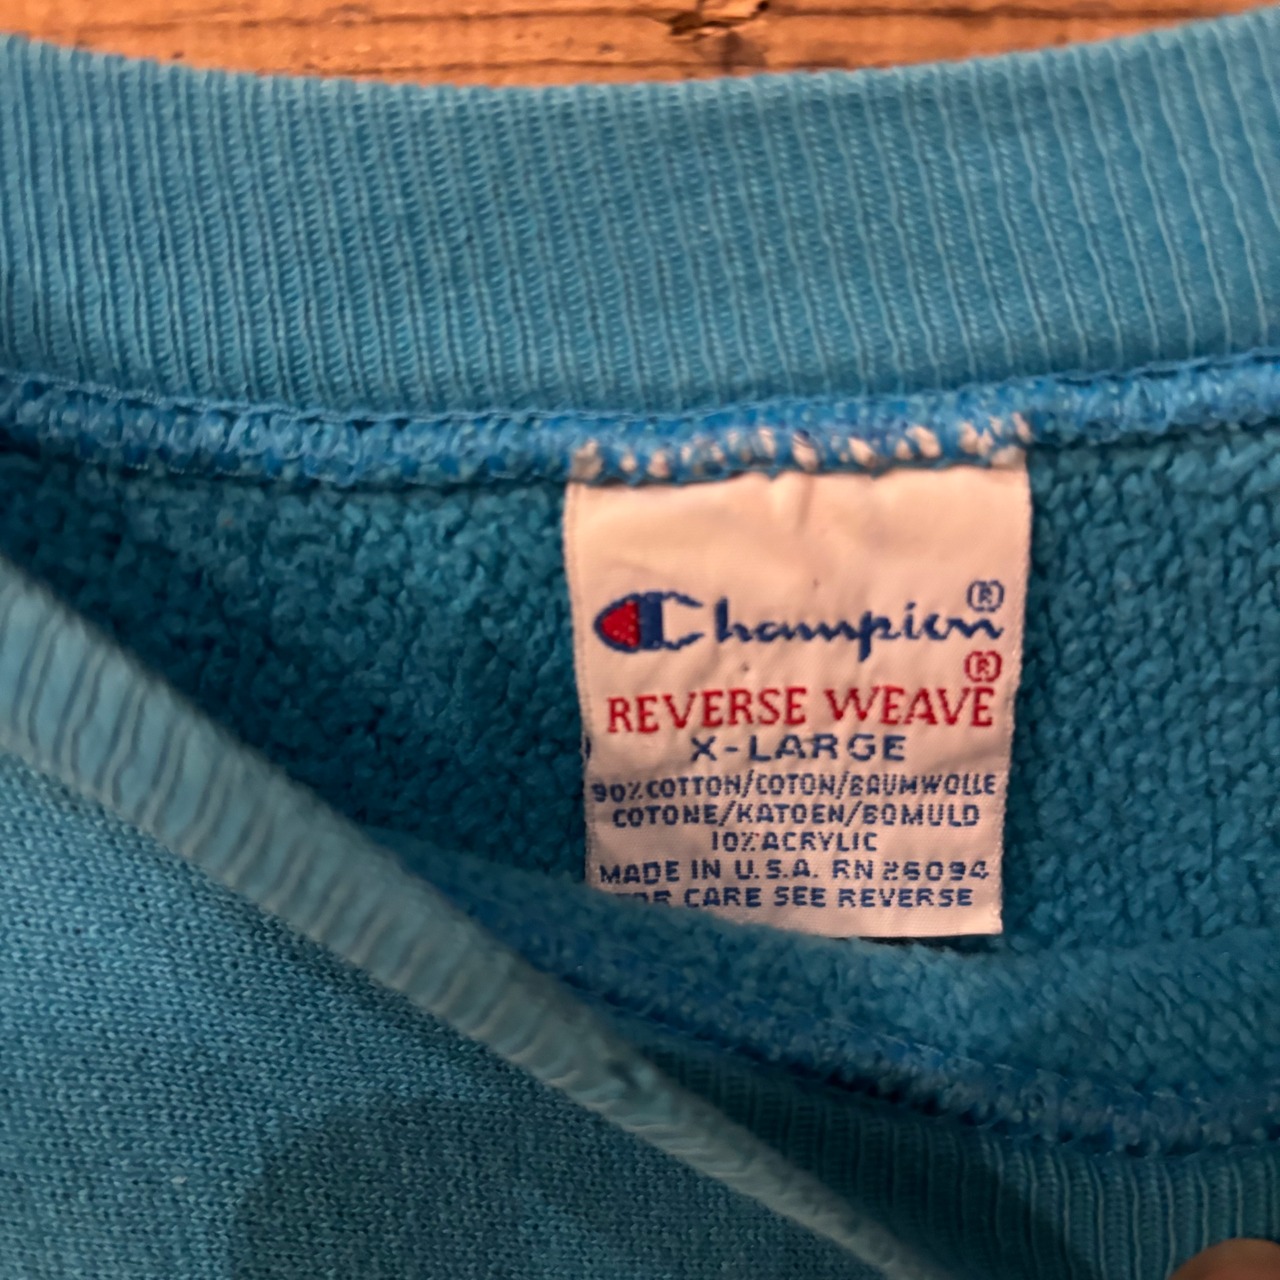 Champion®
REVERSE WEAVE®
X-LARGE
90% COTTON/COTON/BAUMWOLLE
COTONE/KATOEN/BOMULD
10% ACRYLIC
MADE IN U.S.A. RN 26094
FOR CARE SEE REVERSE